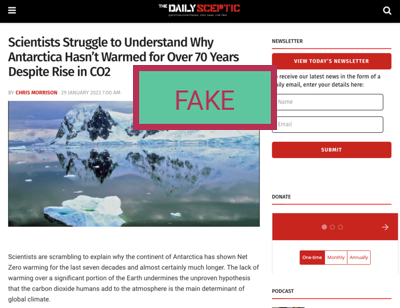 THE DAILY SCEPTIC
NEWSLETTER
Scientists Struggle to Understand Why
Antarctica Hasn't Warmed for Over 70 Years
Despite Rise in CO2
BY CHRIS MORRISON 29 JANUARY 2023 7:00 AM
FAKE
VIEW TODAY'S NEWSLETTER
receive our latest news in the form of a
email, enter your details here:
Name
Email
SUBMIT
DONATE
One-time
Monthly
Annually
PODCAST
Scientists are scrambling to explain why the continent of Antarctica has shown Net
Zero warming for the last seven decades and almost certainly much longer. The lack of
warming over a significant portion of the Earth undermines the unproven hypothesis
that the carbon dioxide humans add to the atmosphere is the main determinant of
global climate.